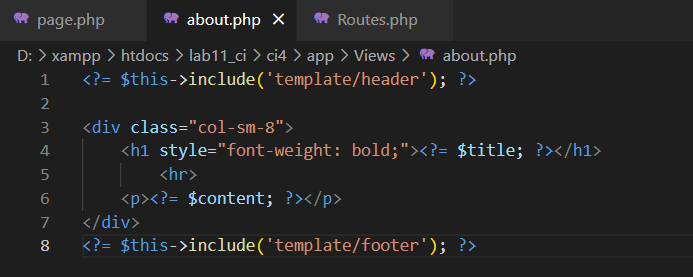 page.php about.php Routes.php
D: > xampp > htdocs > lab11_ci > ci4 > app > Views > about.php
1 <?= $this->include('template/header'); ?>
2
3 <div class="col-sm-8">
4     <h1 style="font-weight: bold;"><?= $title; ?></h1>
5         <hr>
6     <p><?= $content; ?></p>
7 </div>
8 <?= $this->include('template/footer'); ?>